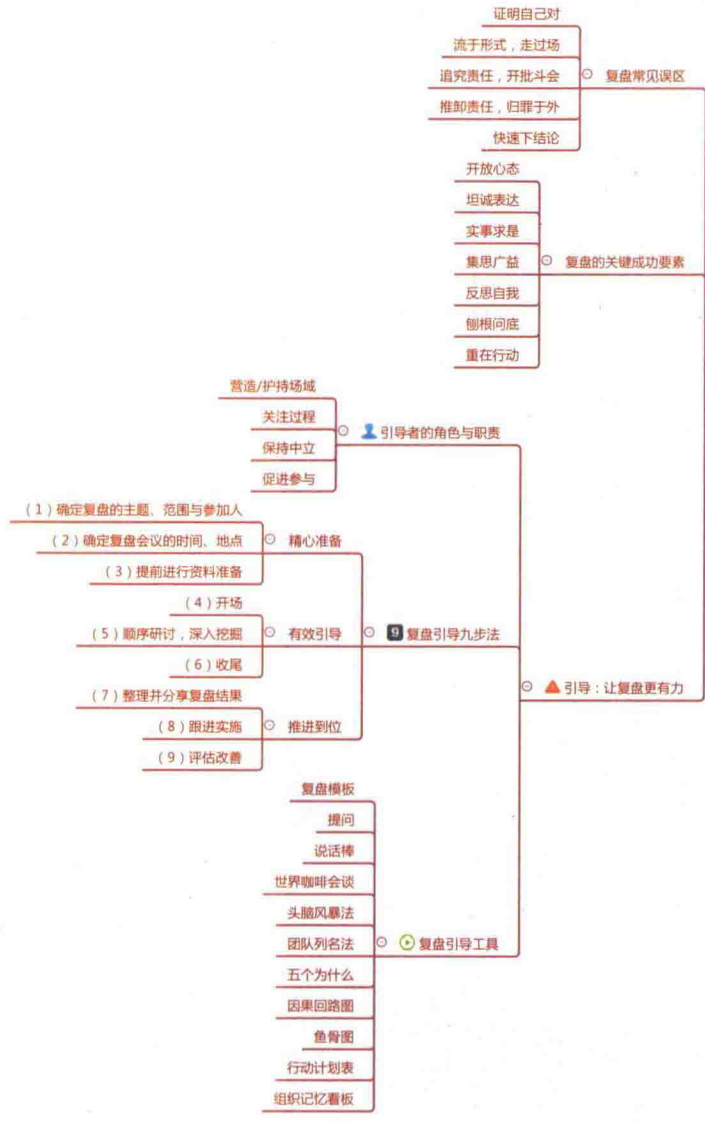 证明自己对
流于形式，走过场
追究责任，开批斗会
复盘常见误区
推卸责任，归罪于外
快速下结论
开放心态
坦诚表达
实事求是
集思广益
复盘的关键成功要素
反思自我
刨根问底
重在行动
营造/护持场域
关注过程
引导者的角色与职责
保持中立
促进参与
（1）确定复盘的主题、范围与参加人
（2）确定复盘会议的时间、地点
精心准备
（3）提前进行资料准备
（4）开场
（5）顺序研讨，深入挖掘
有效引导
9 复盘引导九步法
（6）收尾
引导：让复盘更有力
（7）整理并分享复盘结果
（8）跟进实施
推进到位
（9）评估改善
复盘模板
提问
说话棒
世界咖啡会谈
头脑风暴法
团队列名法
复盘引导工具
五个为什么
因果回路图
鱼骨图
行动计划表
组织记忆看板